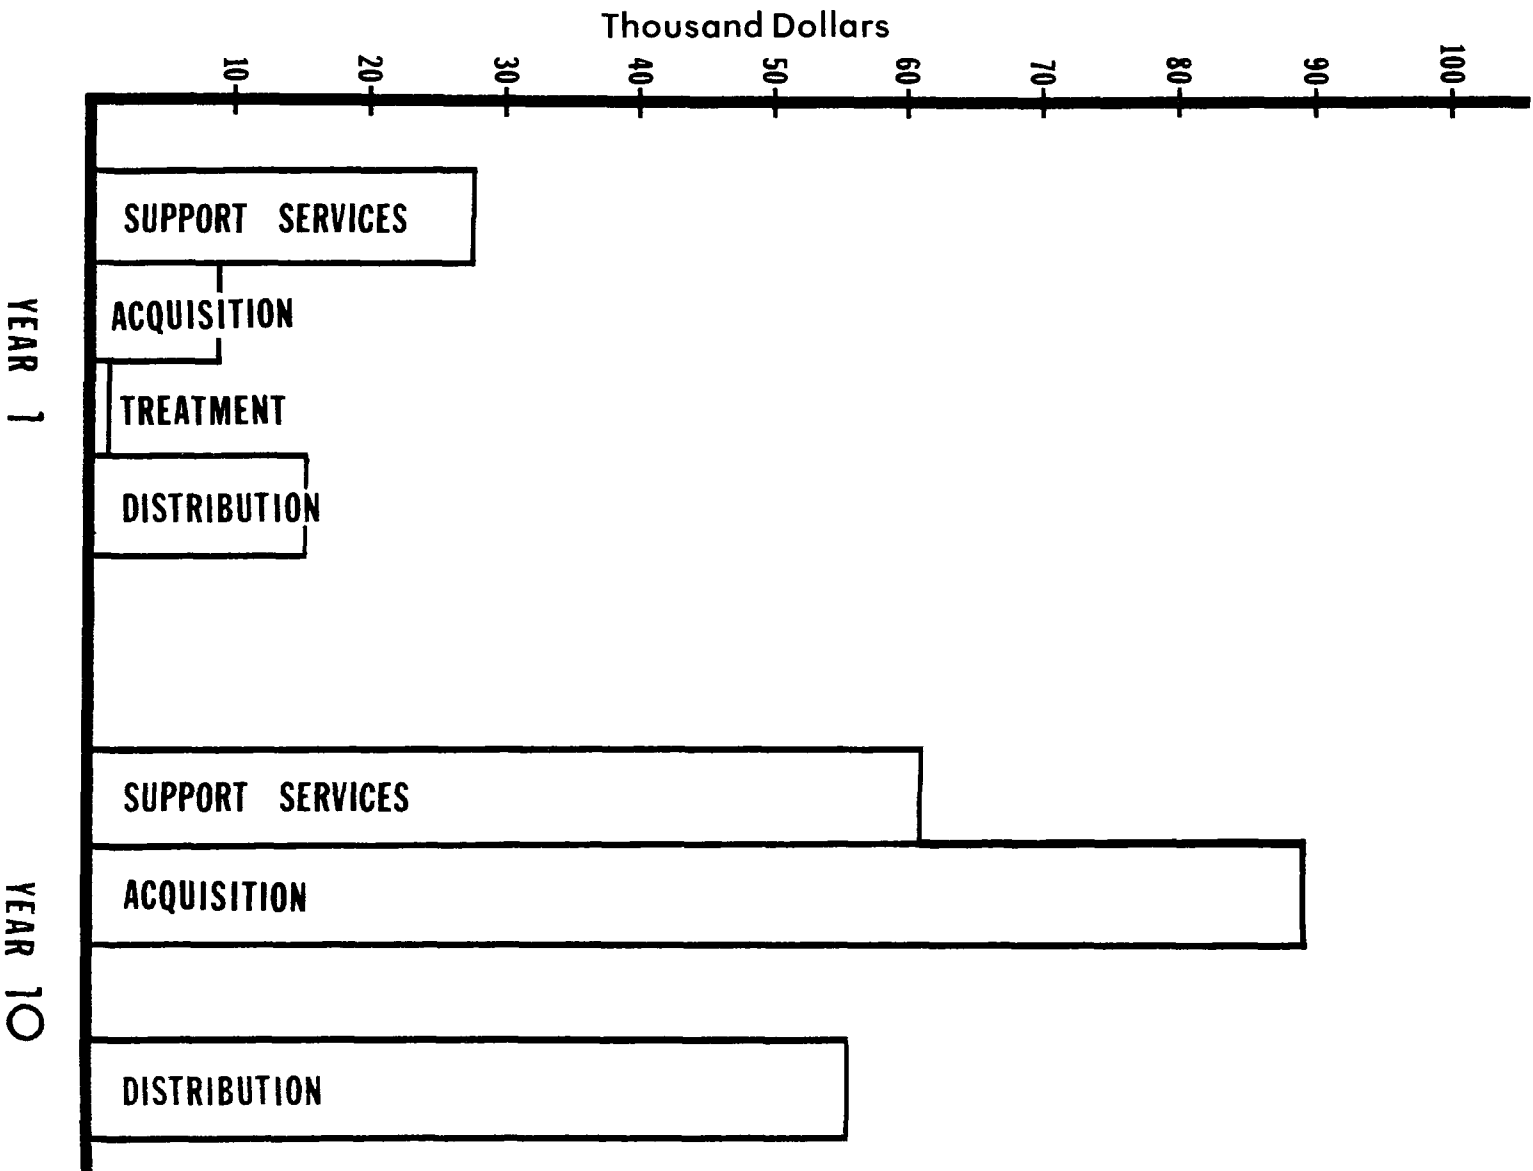 Thousand Dollars
10 20 30 40 50 60 70 80 90 100
YEAR 1
SUPPORT SERVICES
ACQUISITION
TREATMENT
DISTRIBUTION
YEAR 10
SUPPORT SERVICES
ACQUISITION
DISTRIBUTION